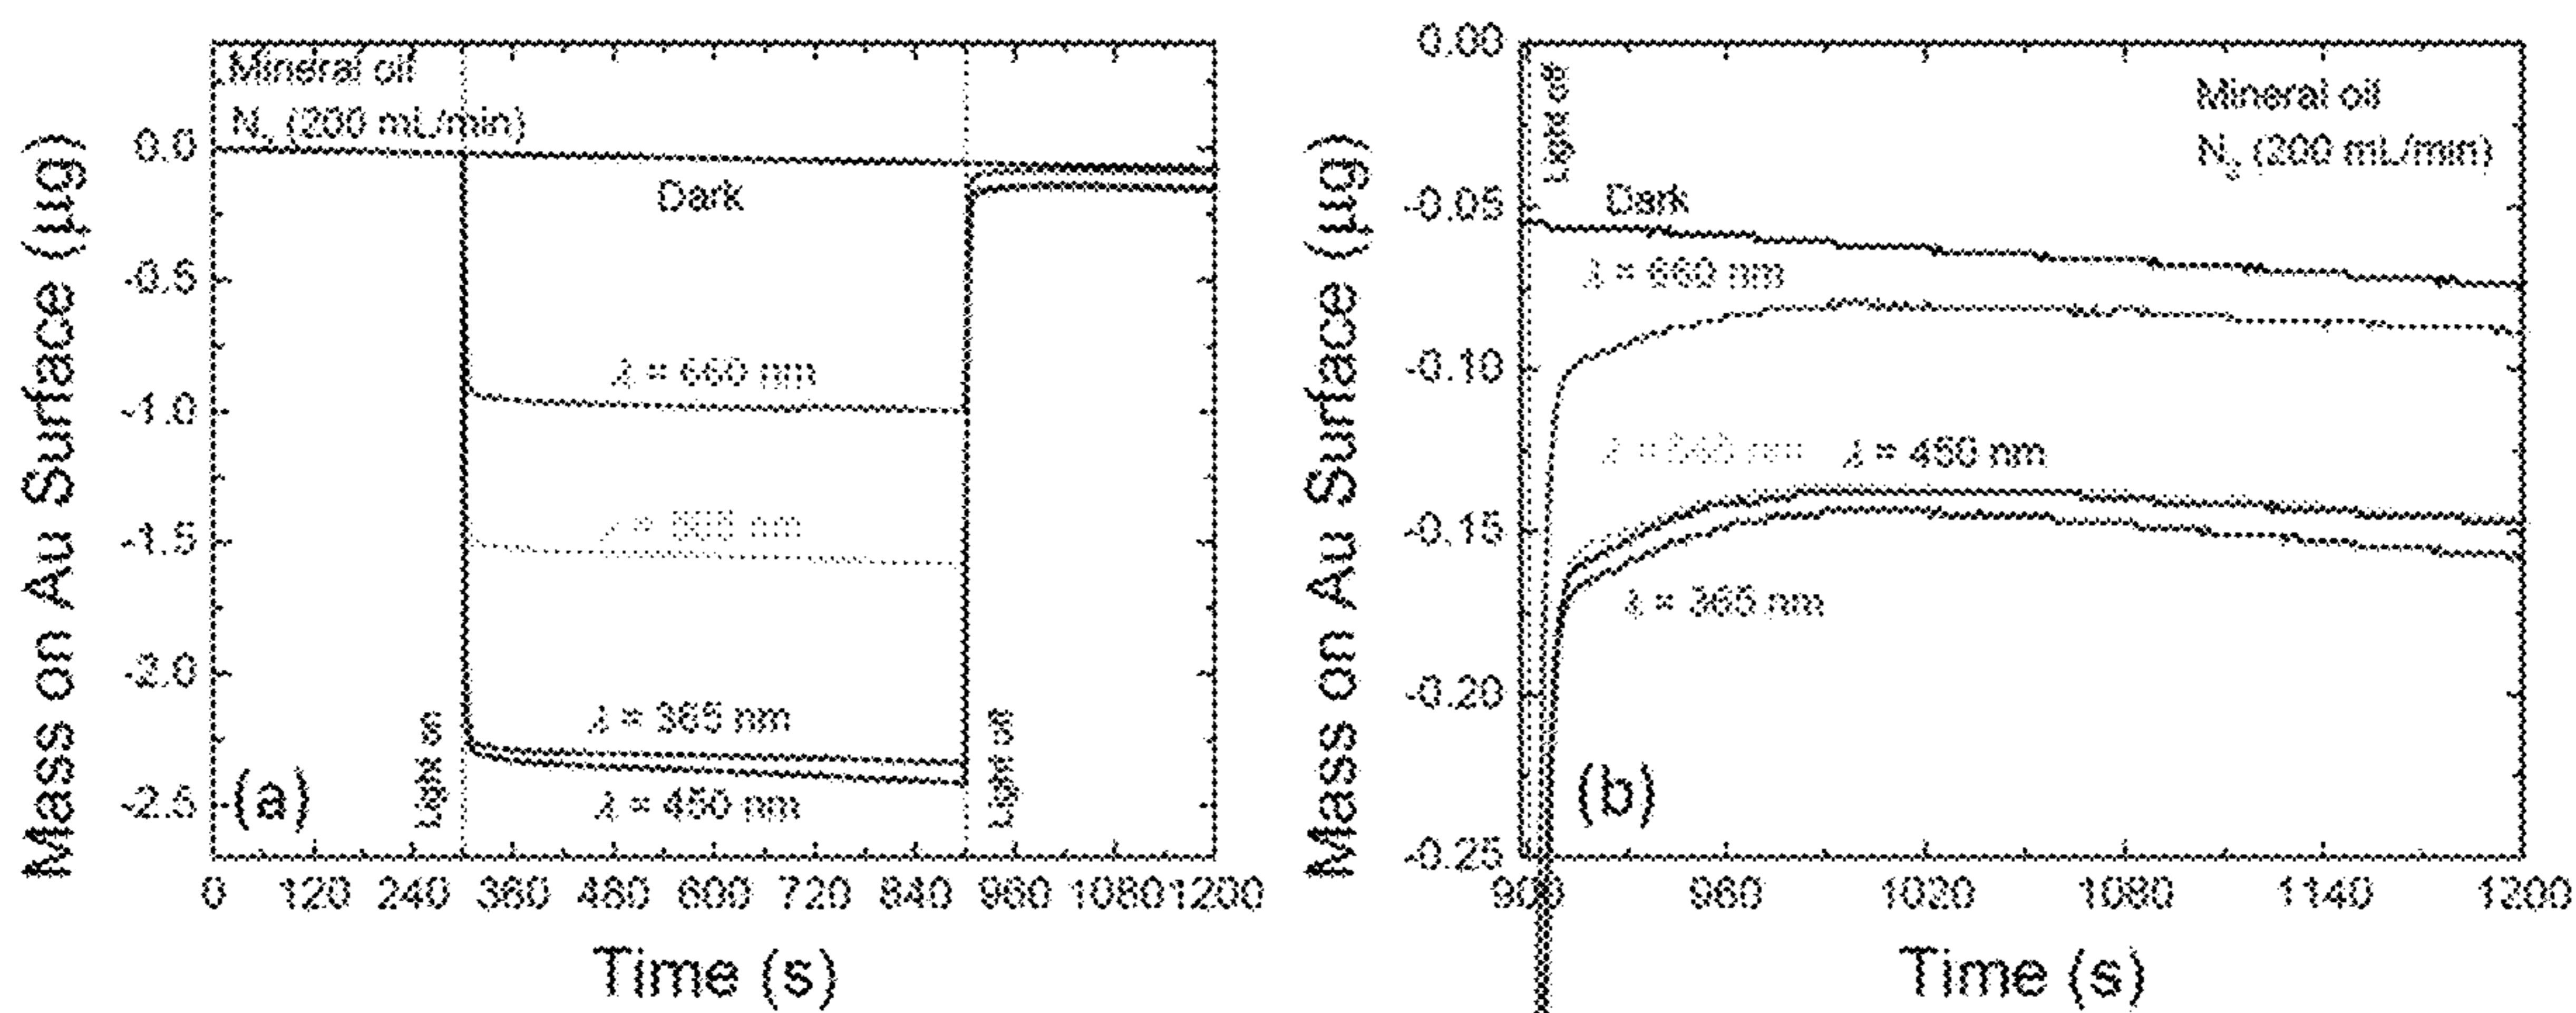 Mineral oil
N₂ (200 mL/min)
Mass on Au Surface (µg)
0.0
-0.5
-1.0
-1.5
-2.0
-2.5
Dark
λ = 660 nm
nm
λ = 365 nm
λ = 450 nm
Light on
Light off
(a)
0 120 240 360 480 600 720 840 960 1080 1200
Time (s)
Mass on Au Surface (µg)
0.00
-0.05
-0.10
-0.15
-0.20
-0.25
Light off
Mineral oil
N₂ (200 mL/min)
Dark
λ = 660 nm
nm λ = 450 nm
λ = 365 nm
(b)
900 960 1020 1080 1140 1200
Time (s)